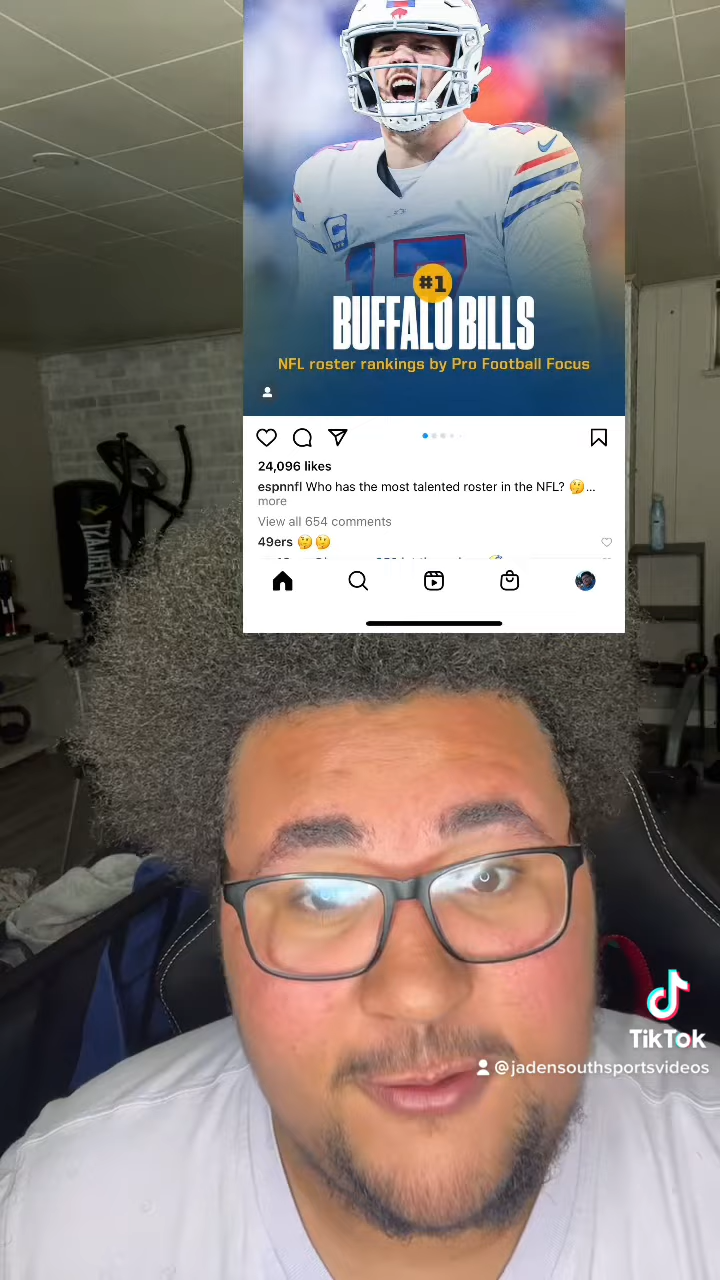 C
17
#1
BUFFALO BILLS
NFL roster rankings by Pro Football Focus
24,096 likes
espnnfl Who has the most talented roster in the NFL? 🤔...
more
View all 654 comments
49ers 🤔🤔
TikTok
@jadensouthsportsvideos